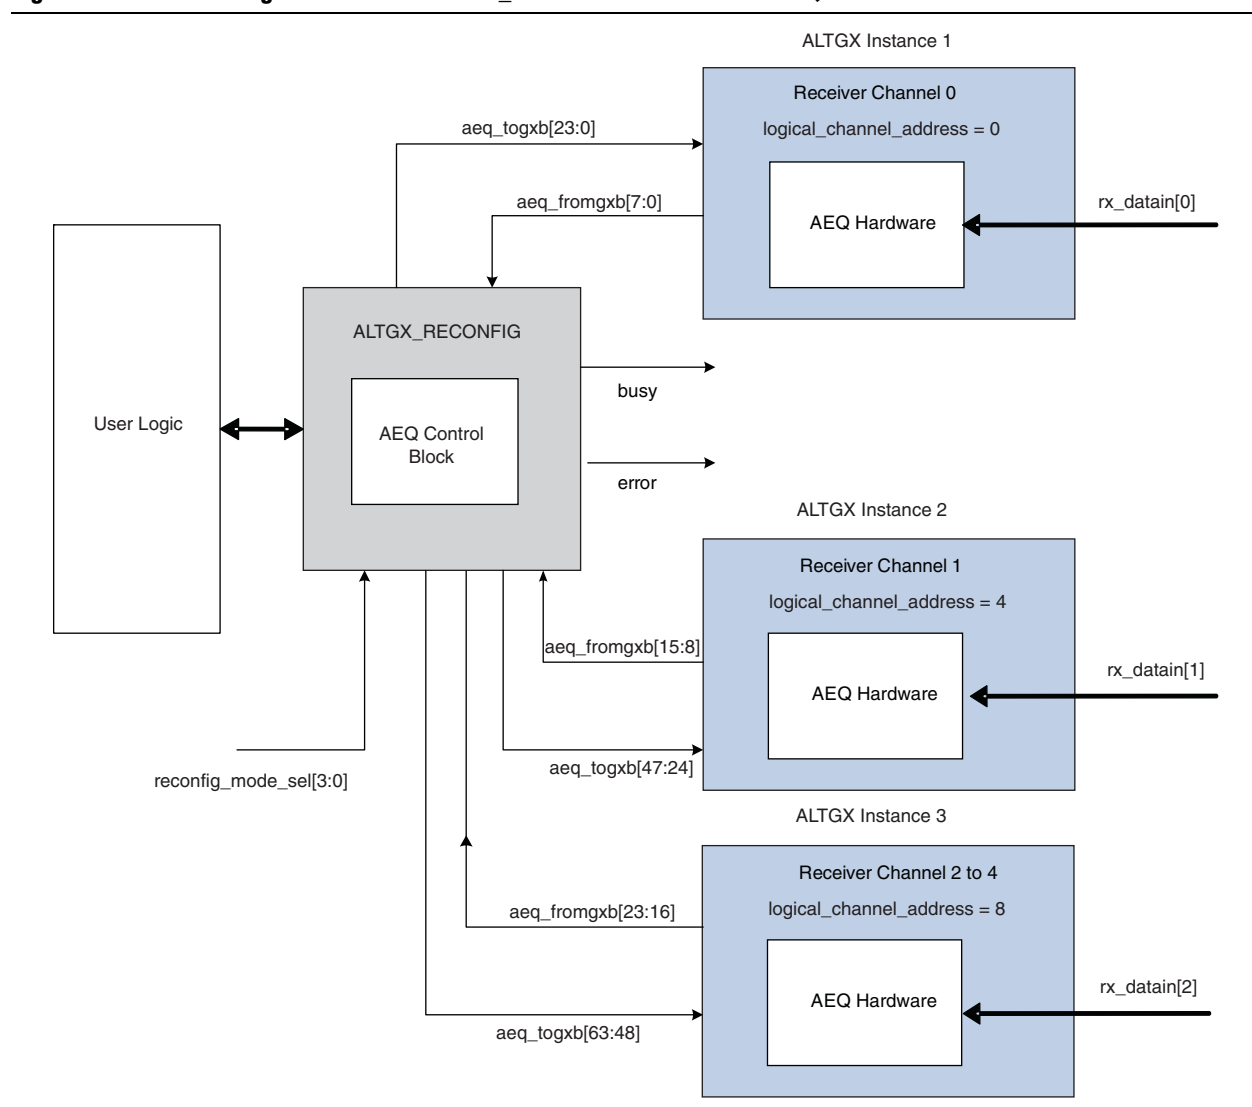 ALTGX Instance 1
Receiver Channel 0
logical_channel_address = 0
aeq_togxb[23:0]
aeq_fromgxb[7:0]
AEQ Hardware
rx_datain[0]
ALTGX_RECONFIG
busy
User Logic
AEQ Control
Block
error
ALTGX Instance 2
Receiver Channel 1
logical_channel_address = 4
aeq_fromgxb[15:8]
AEQ Hardware
rx_datain[1]
aeq_togxb[47:24]
reconfig_mode_sel[3:0]
ALTGX Instance 3
Receiver Channel 2 to 4
logical_channel_address = 8
aeq_fromgxb[23:16]
AEQ Hardware
rx_datain[2]
aeq_togxb[63:48]